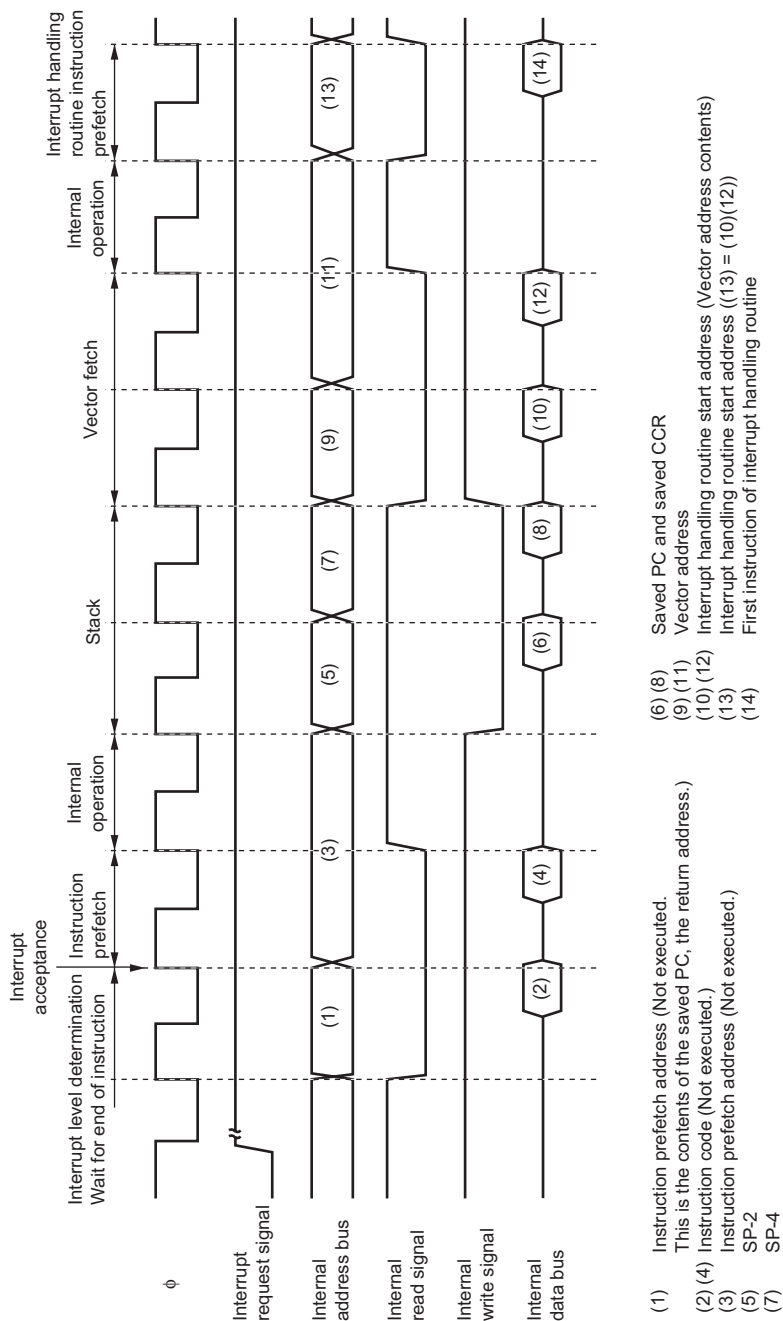 Interrupt
acceptance
Interrupt level determination
Wait for end of instruction
Instruction
prefetch
Internal
operation
Stack
Vector fetch
Internal
operation
Interrupt handling
routine instruction
prefetch
φ
Interrupt
request signal
Internal
address bus
(1)
(3)
(5)
(7)
(9)
(11)
(13)
Internal
read signal
Internal
write signal
Internal
data bus
(2)
(4)
(6)
(8)
(10)
(12)
(14)
(1) Instruction prefetch address (Not executed.
This is the contents of the saved PC, the return address.)
(2) (4) Instruction code (Not executed.)
(3) Instruction prefetch address (Not executed.)
(5) SP-2
(7) SP-4
(6) (8) Saved PC and saved CCR
(9) (11) Vector address
(10) (12) Interrupt handling routine start address (Vector address contents)
(13) Interrupt handling routine start address ((13) = (10)(12))
(14) First instruction of interrupt handling routine